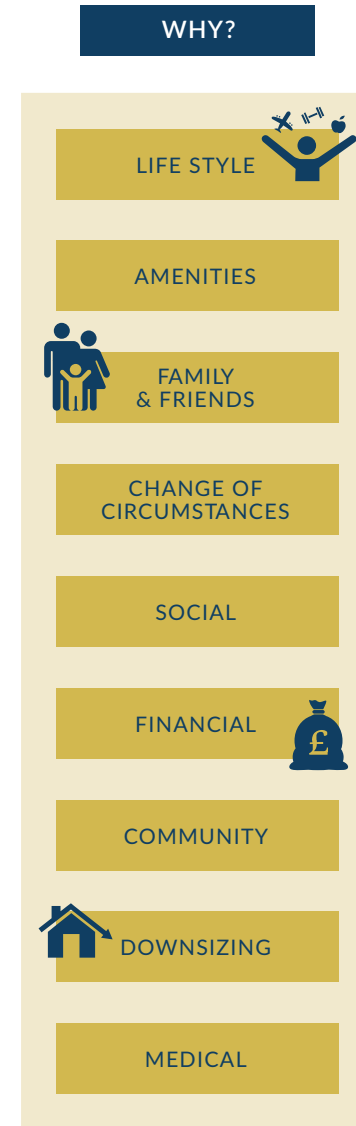 WHY?
LIFE STYLE
AMENITIES
FAMILY
& FRIENDS
CHANGE OF
CIRCUMSTANCES
SOCIAL
FINANCIAL
£
COMMUNITY
DOWNSIZING
MEDICAL